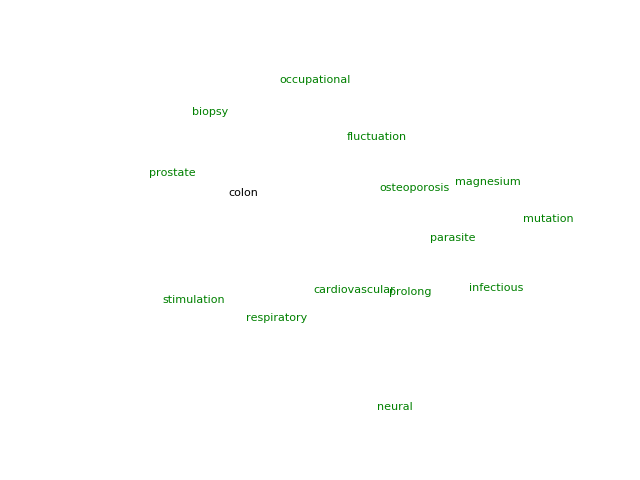 occupational
biopsy
fluctuation
prostate
magnesium
osteoporosis
colon
mutation
parasite
infectious
cardiovascular
prolong
stimulation
respiratory
neural